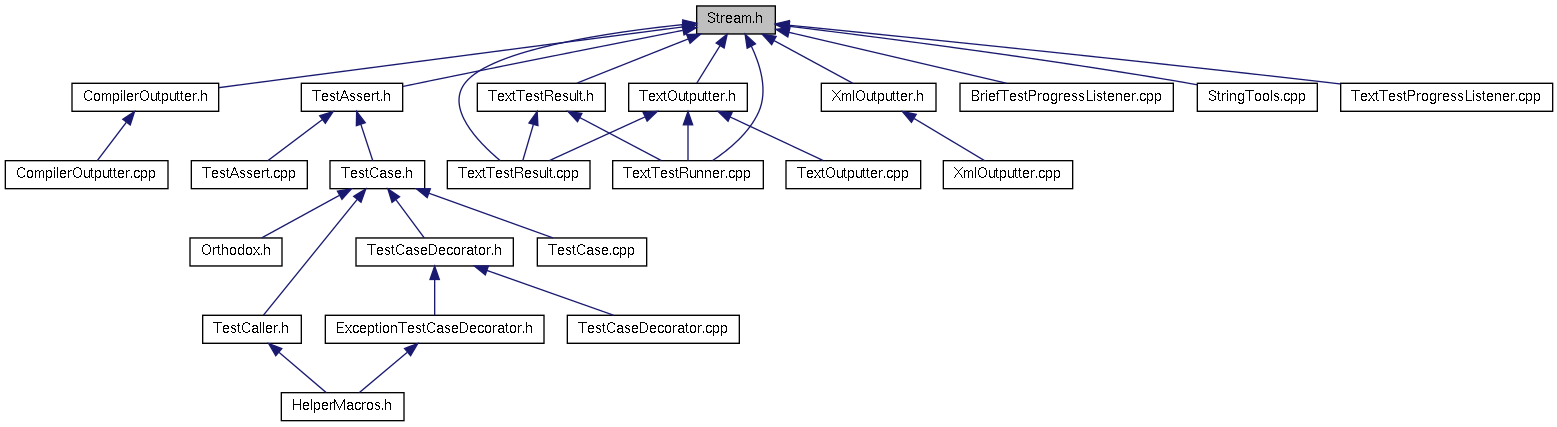 Stream.h
CompilerOutputter.h
TestAssert.h
TextTestResult.h
TextOutputter.h
XmlOutputter.h
BriefTestProgressListener.cpp
StringTools.cpp
TextTestProgressListener.cpp
CompilerOutputter.cpp
TestAssert.cpp
TestCase.h
TextTestResult.cpp
TextTestRunner.cpp
TextOutputter.cpp
XmlOutputter.cpp
Orthodox.h
TestCaseDecorator.h
TestCase.cpp
TestCaller.h
ExceptionTestCaseDecorator.h
TestCaseDecorator.cpp
HelperMacros.h